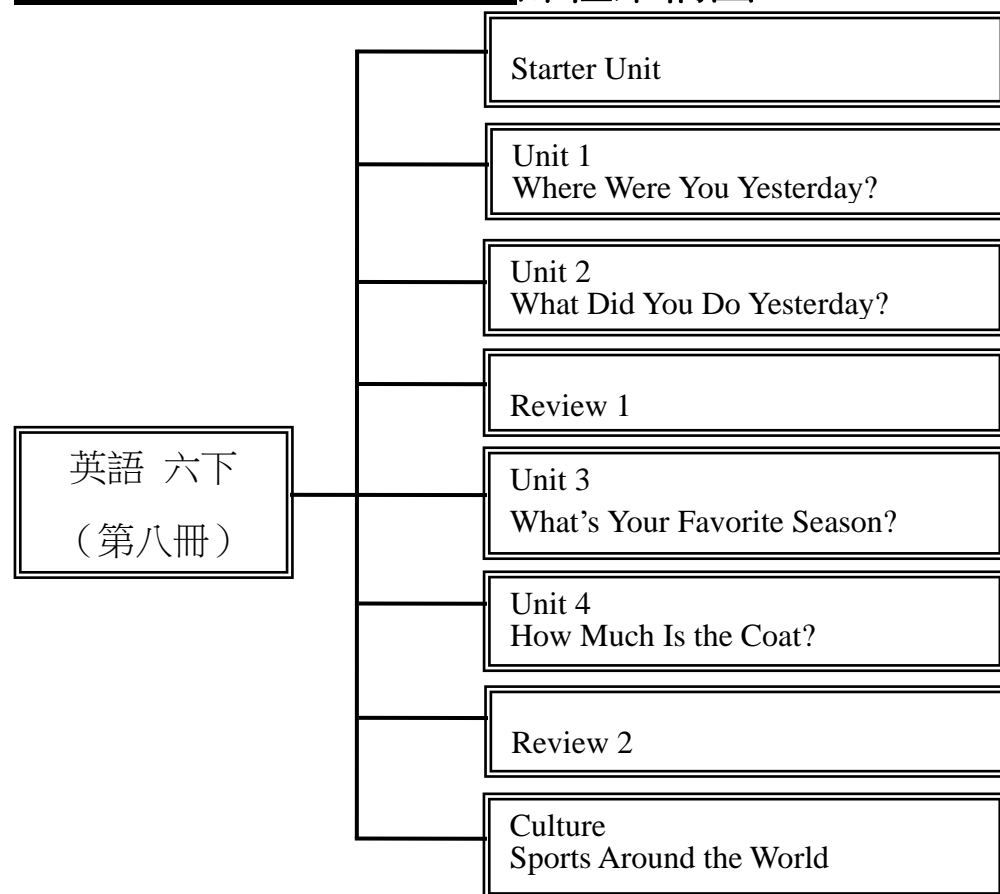 Starter Unit
Unit 1
Where Were You Yesterday?
Unit 2
What Did You Do Yesterday?
Review 1
英語 六下
（第八冊）
Unit 3
What’s Your Favorite Season?
Unit 4
How Much Is the Coat?
Review 2
Culture
Sports Around the World